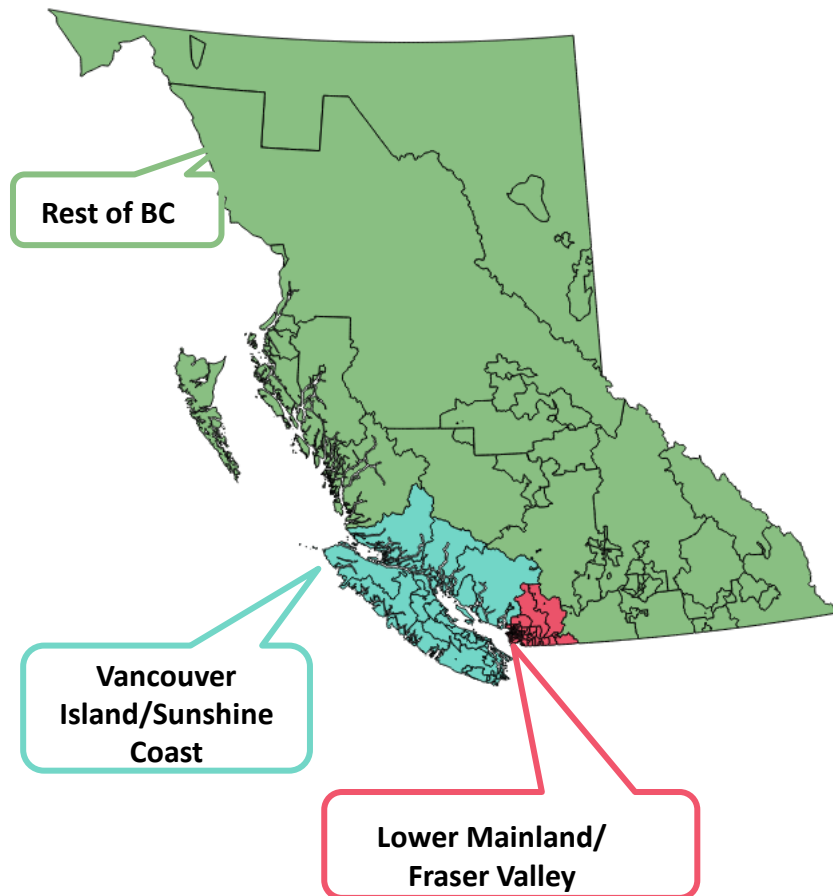 Rest of BC
Vancouver
Island/Sunshine
Coast
Lower Mainland/
Fraser Valley